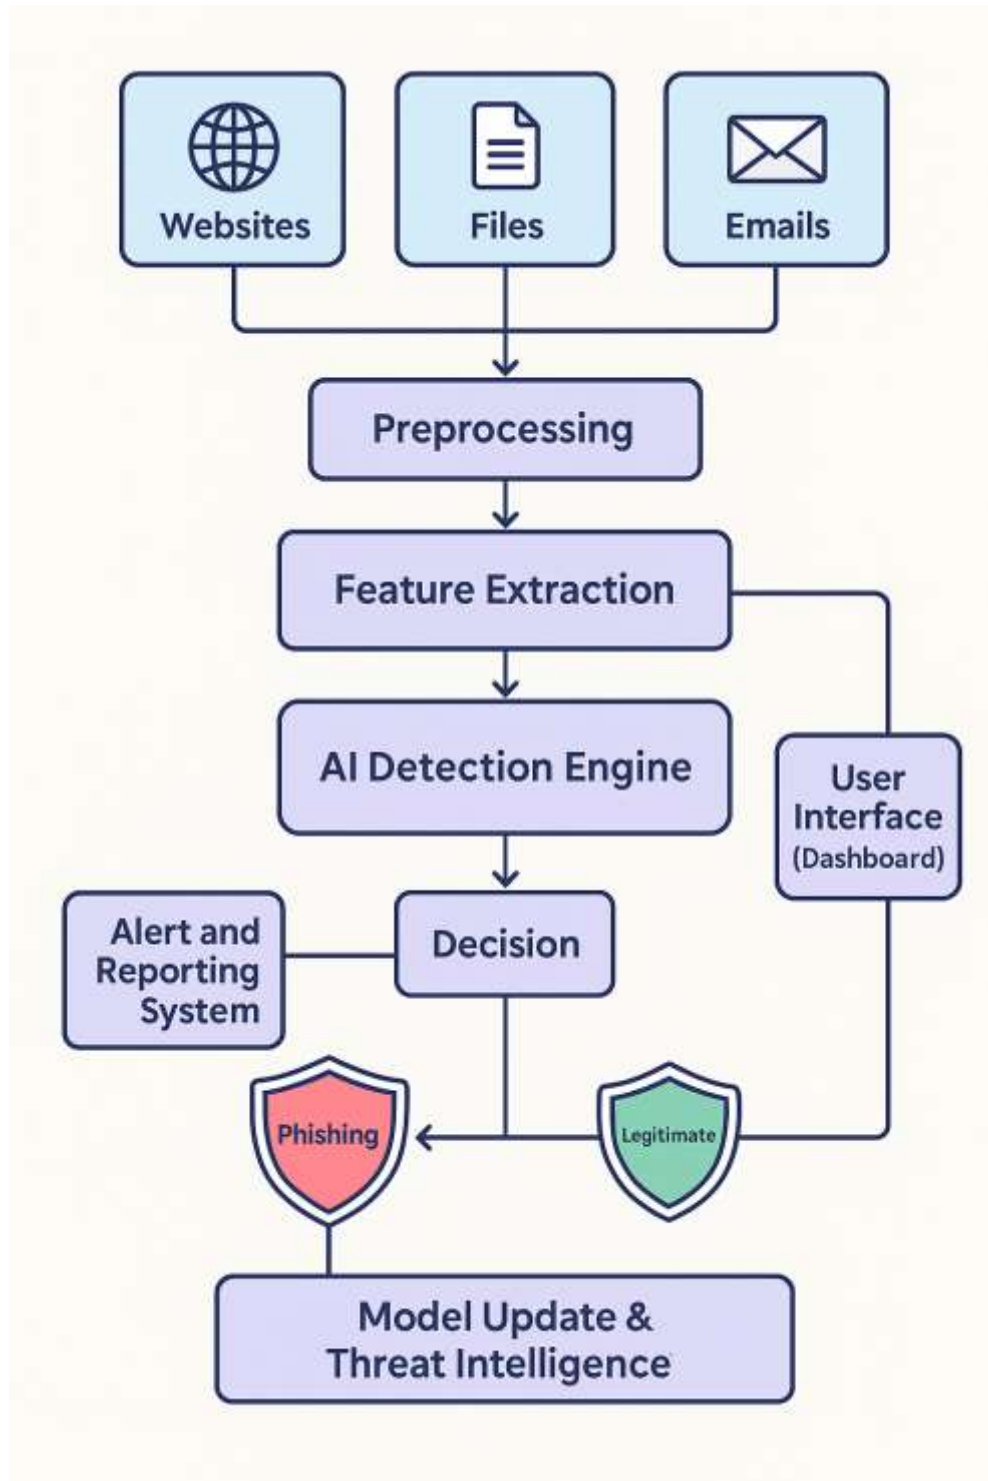 Websites
Files
Emails
Preprocessing
Feature Extraction
AI Detection Engine
User
Interface
(Dashboard)
Alert and
Reporting
System
Decision
Phishing
Legitimate
Model Update &
Threat Intelligence